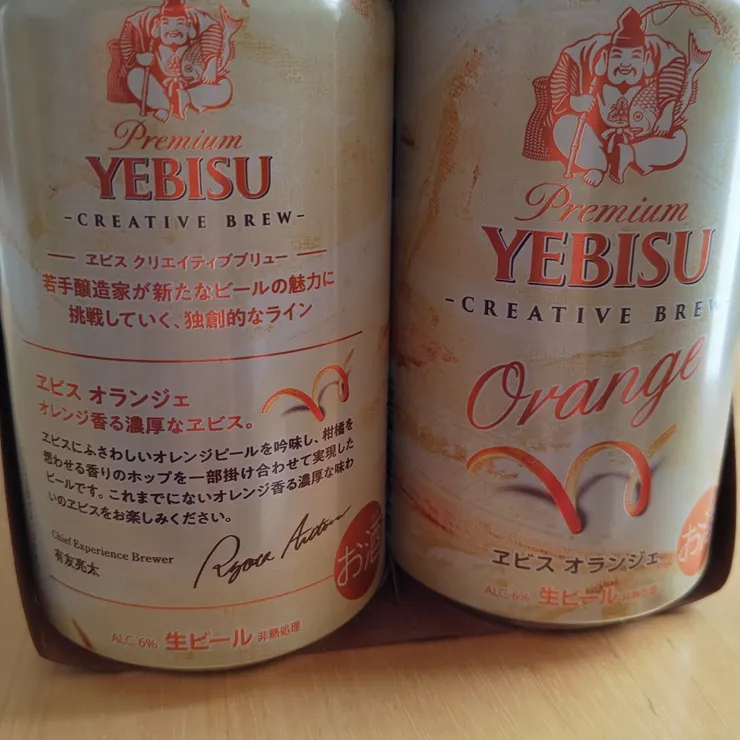 Premium
YEBISU
-CREATIVE BREW-
ヱビス クリエイティブブリュー
若手醸造家が新たなビールの魅力に
挑戦していく、独創的なライン
ヱビス オランジェ
オレンジ香る濃厚なヱビス。
ヱビスにふさわしいオレンジピールを吟味し、柑橘を
想わせる香りのホップを一部掛け合わせて実現した
ビールです。これまでにないオレンジ香る濃厚な味わ
いのヱビスをお楽しみください。
Chief Experience Brewer
有友亮太
お酒
ALC. 6% 生ビール 非熱処理
Premium
YEBISU
-CREATIVE BREW-
Orange
ヱビス オランジェ
お酒
ALC. 6% 生ビール 非熱処理